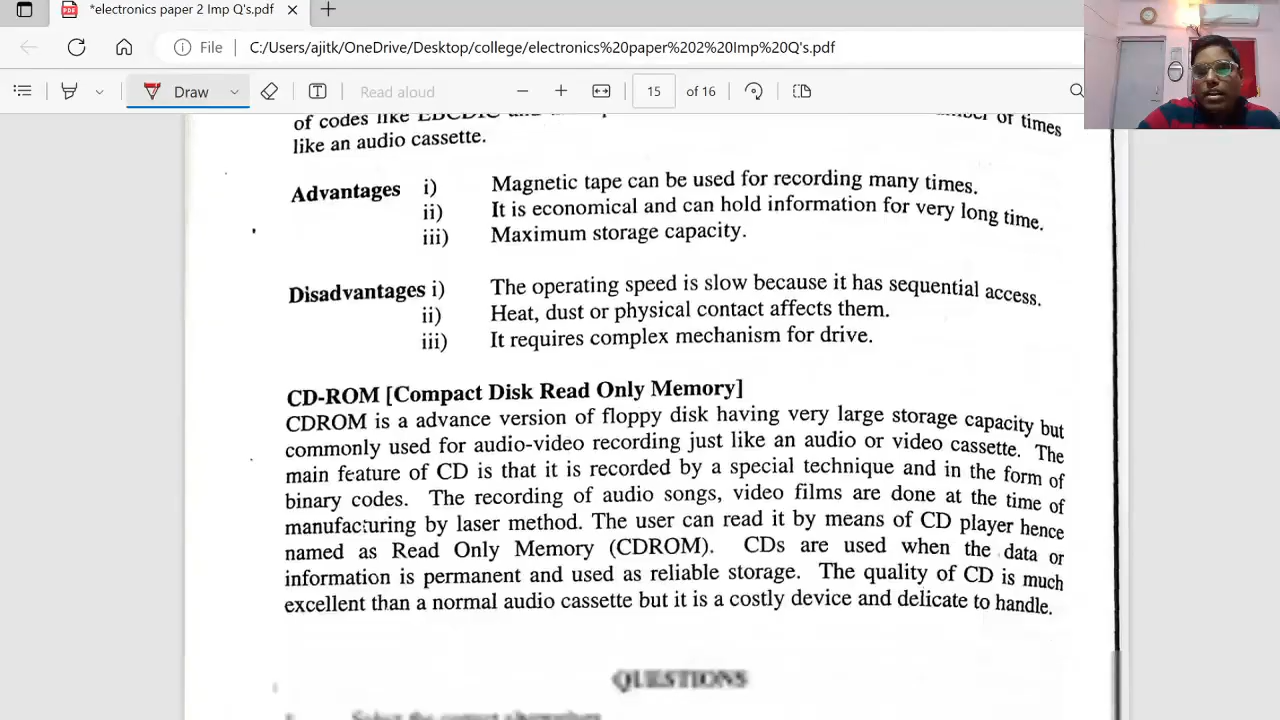 *electronics paper 2 Imp Q's.pdf
File C:/Users/ajitk/OneDrive/Desktop/college/electronics%20paper%202%20Imp%20Q's.pdf
Draw Read aloud 15 of 16
of codes like EBCDIC of times
like an audio cassette.
Advantages i) Magnetic tape can be used for recording many times.
ii) It is economical and can hold information for very long time.
iii) Maximum storage capacity.
Disadvantages i) The operating speed is slow because it has sequential access.
ii) Heat, dust or physical contact affects them.
iii) It requires complex mechanism for drive.
CD-ROM [Compact Disk Read Only Memory]
CDROM is a advance version of floppy disk having very large storage capacity but
commonly used for audio-video recording just like an audio or video cassette. The
main feature of CD is that it is recorded by a special technique and in the form of
binary codes. The recording of audio songs, video films are done at the time of
manufacturing by laser method. The user can read it by means of CD player hence
named as Read Only Memory (CDROM). CDs are used when the data or
information is permanent and used as reliable storage. The quality of CD is much
excellent than a normal audio cassette but it is a costly device and delicate to handle.
QUESTIONS
Select the correct alternatives